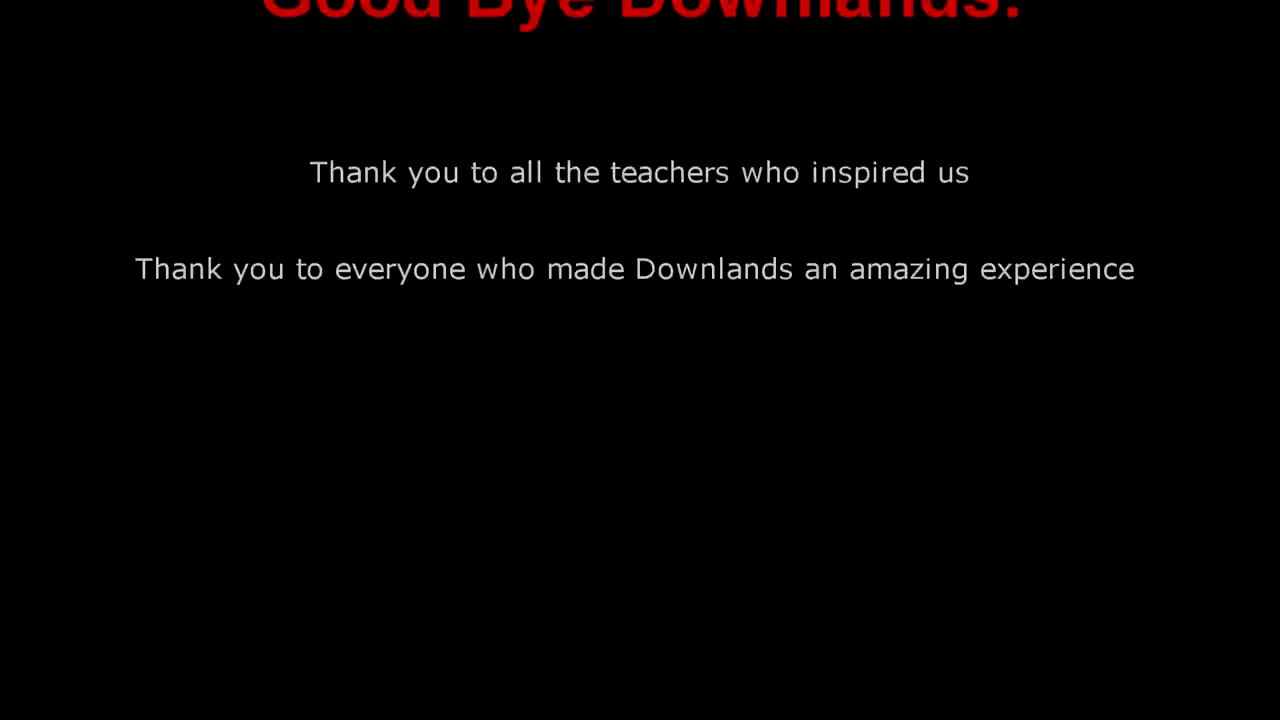 Good Bye Downlands.
Thank you to all the teachers who inspired us
Thank you to everyone who made Downlands an amazing experience